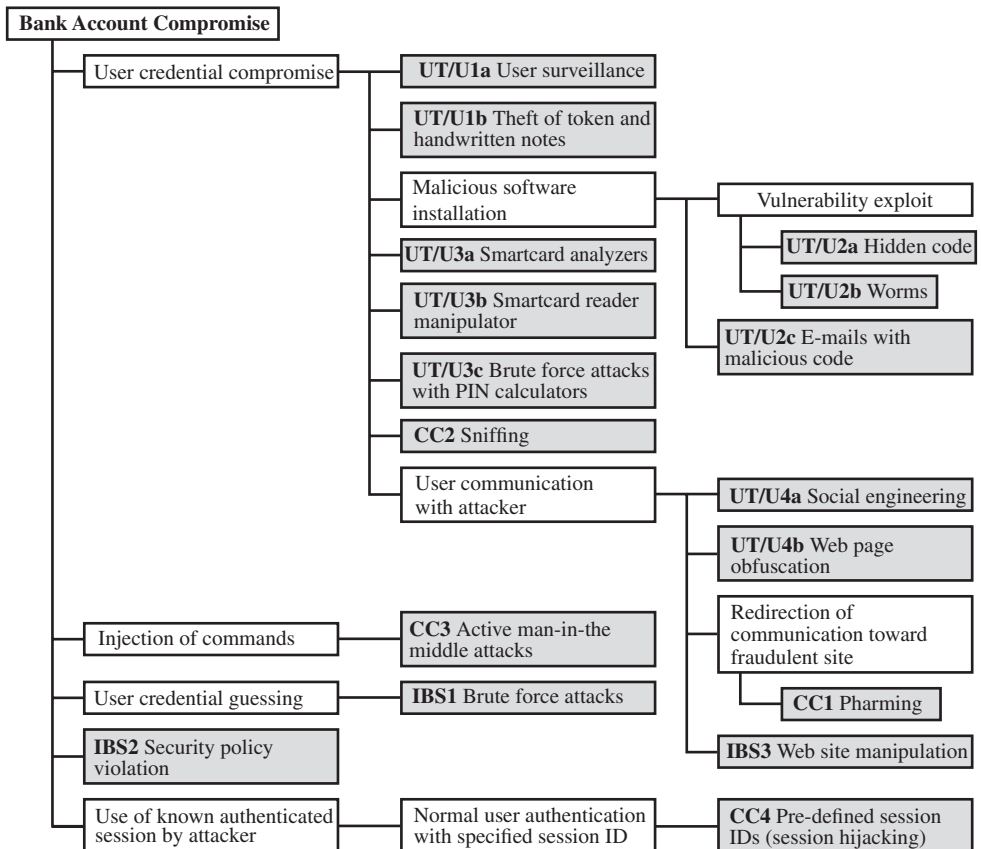 Bank Account Compromise
User credential compromise
UT/U1a User surveillance
UT/U1b Theft of token and
handwritten notes
Malicious software
installation
Vulnerability exploit
UT/U2a Hidden code
UT/U2b Worms
UT/U2c E-mails with
malicious code
UT/U3a Smartcard analyzers
UT/U3b Smartcard reader
manipulator
UT/U3c Brute force attacks
with PIN calculators
CC2 Sniffing
User communication
with attacker
UT/U4a Social engineering
UT/U4b Web page
obfuscation
Redirection of
communication toward
fraudulent site
CC1 Pharming
IBS3 Web site manipulation
Injection of commands
CC3 Active man-in-the
middle attacks
User credential guessing
IBS1 Brute force attacks
IBS2 Security policy
violation
Use of known authenticated
session by attacker
Normal user authentication
with specified session ID
CC4 Pre-defined session
IDs (session hijacking)